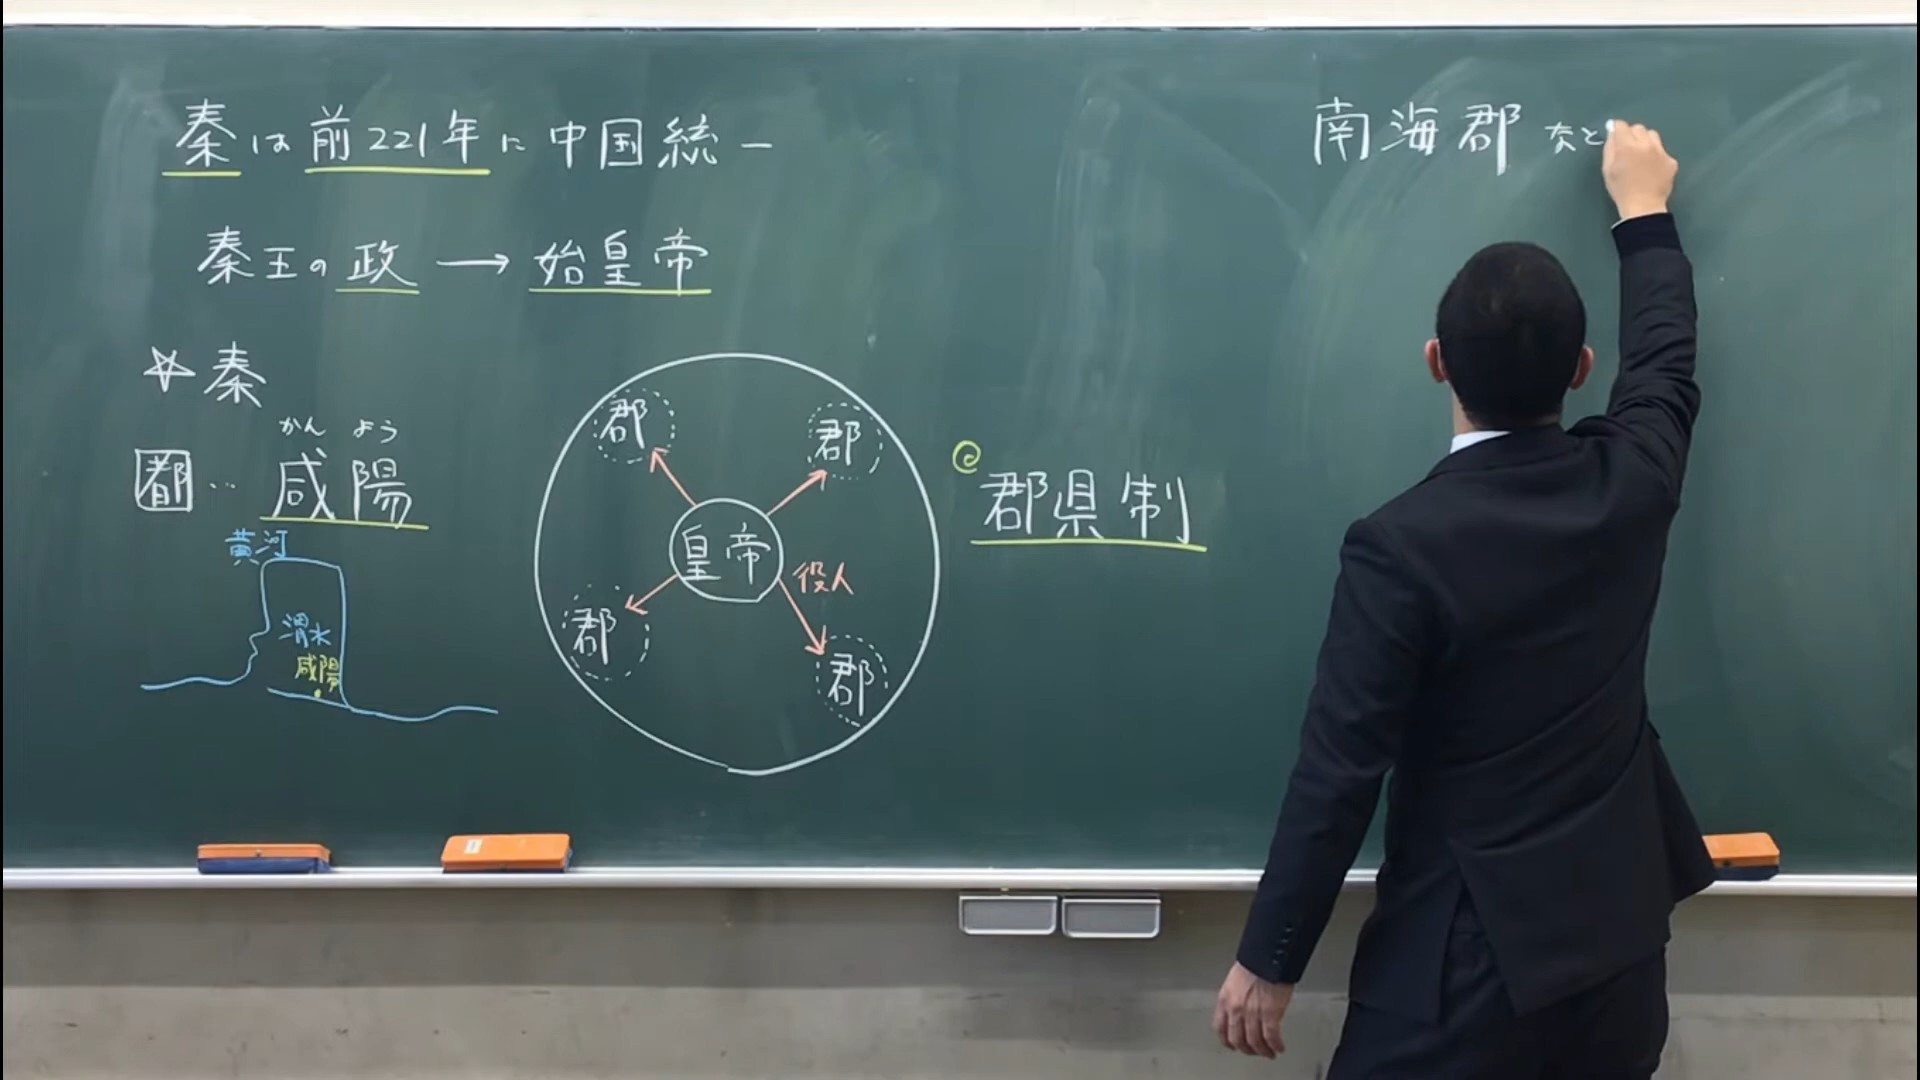 秦は前221年に中国統一
秦王の政→始皇帝
☆秦
かんよう
都…咸陽
黄河
渭水
咸陽
郡
郡
皇帝
役人
郡
郡
◎郡県制
南海郡など